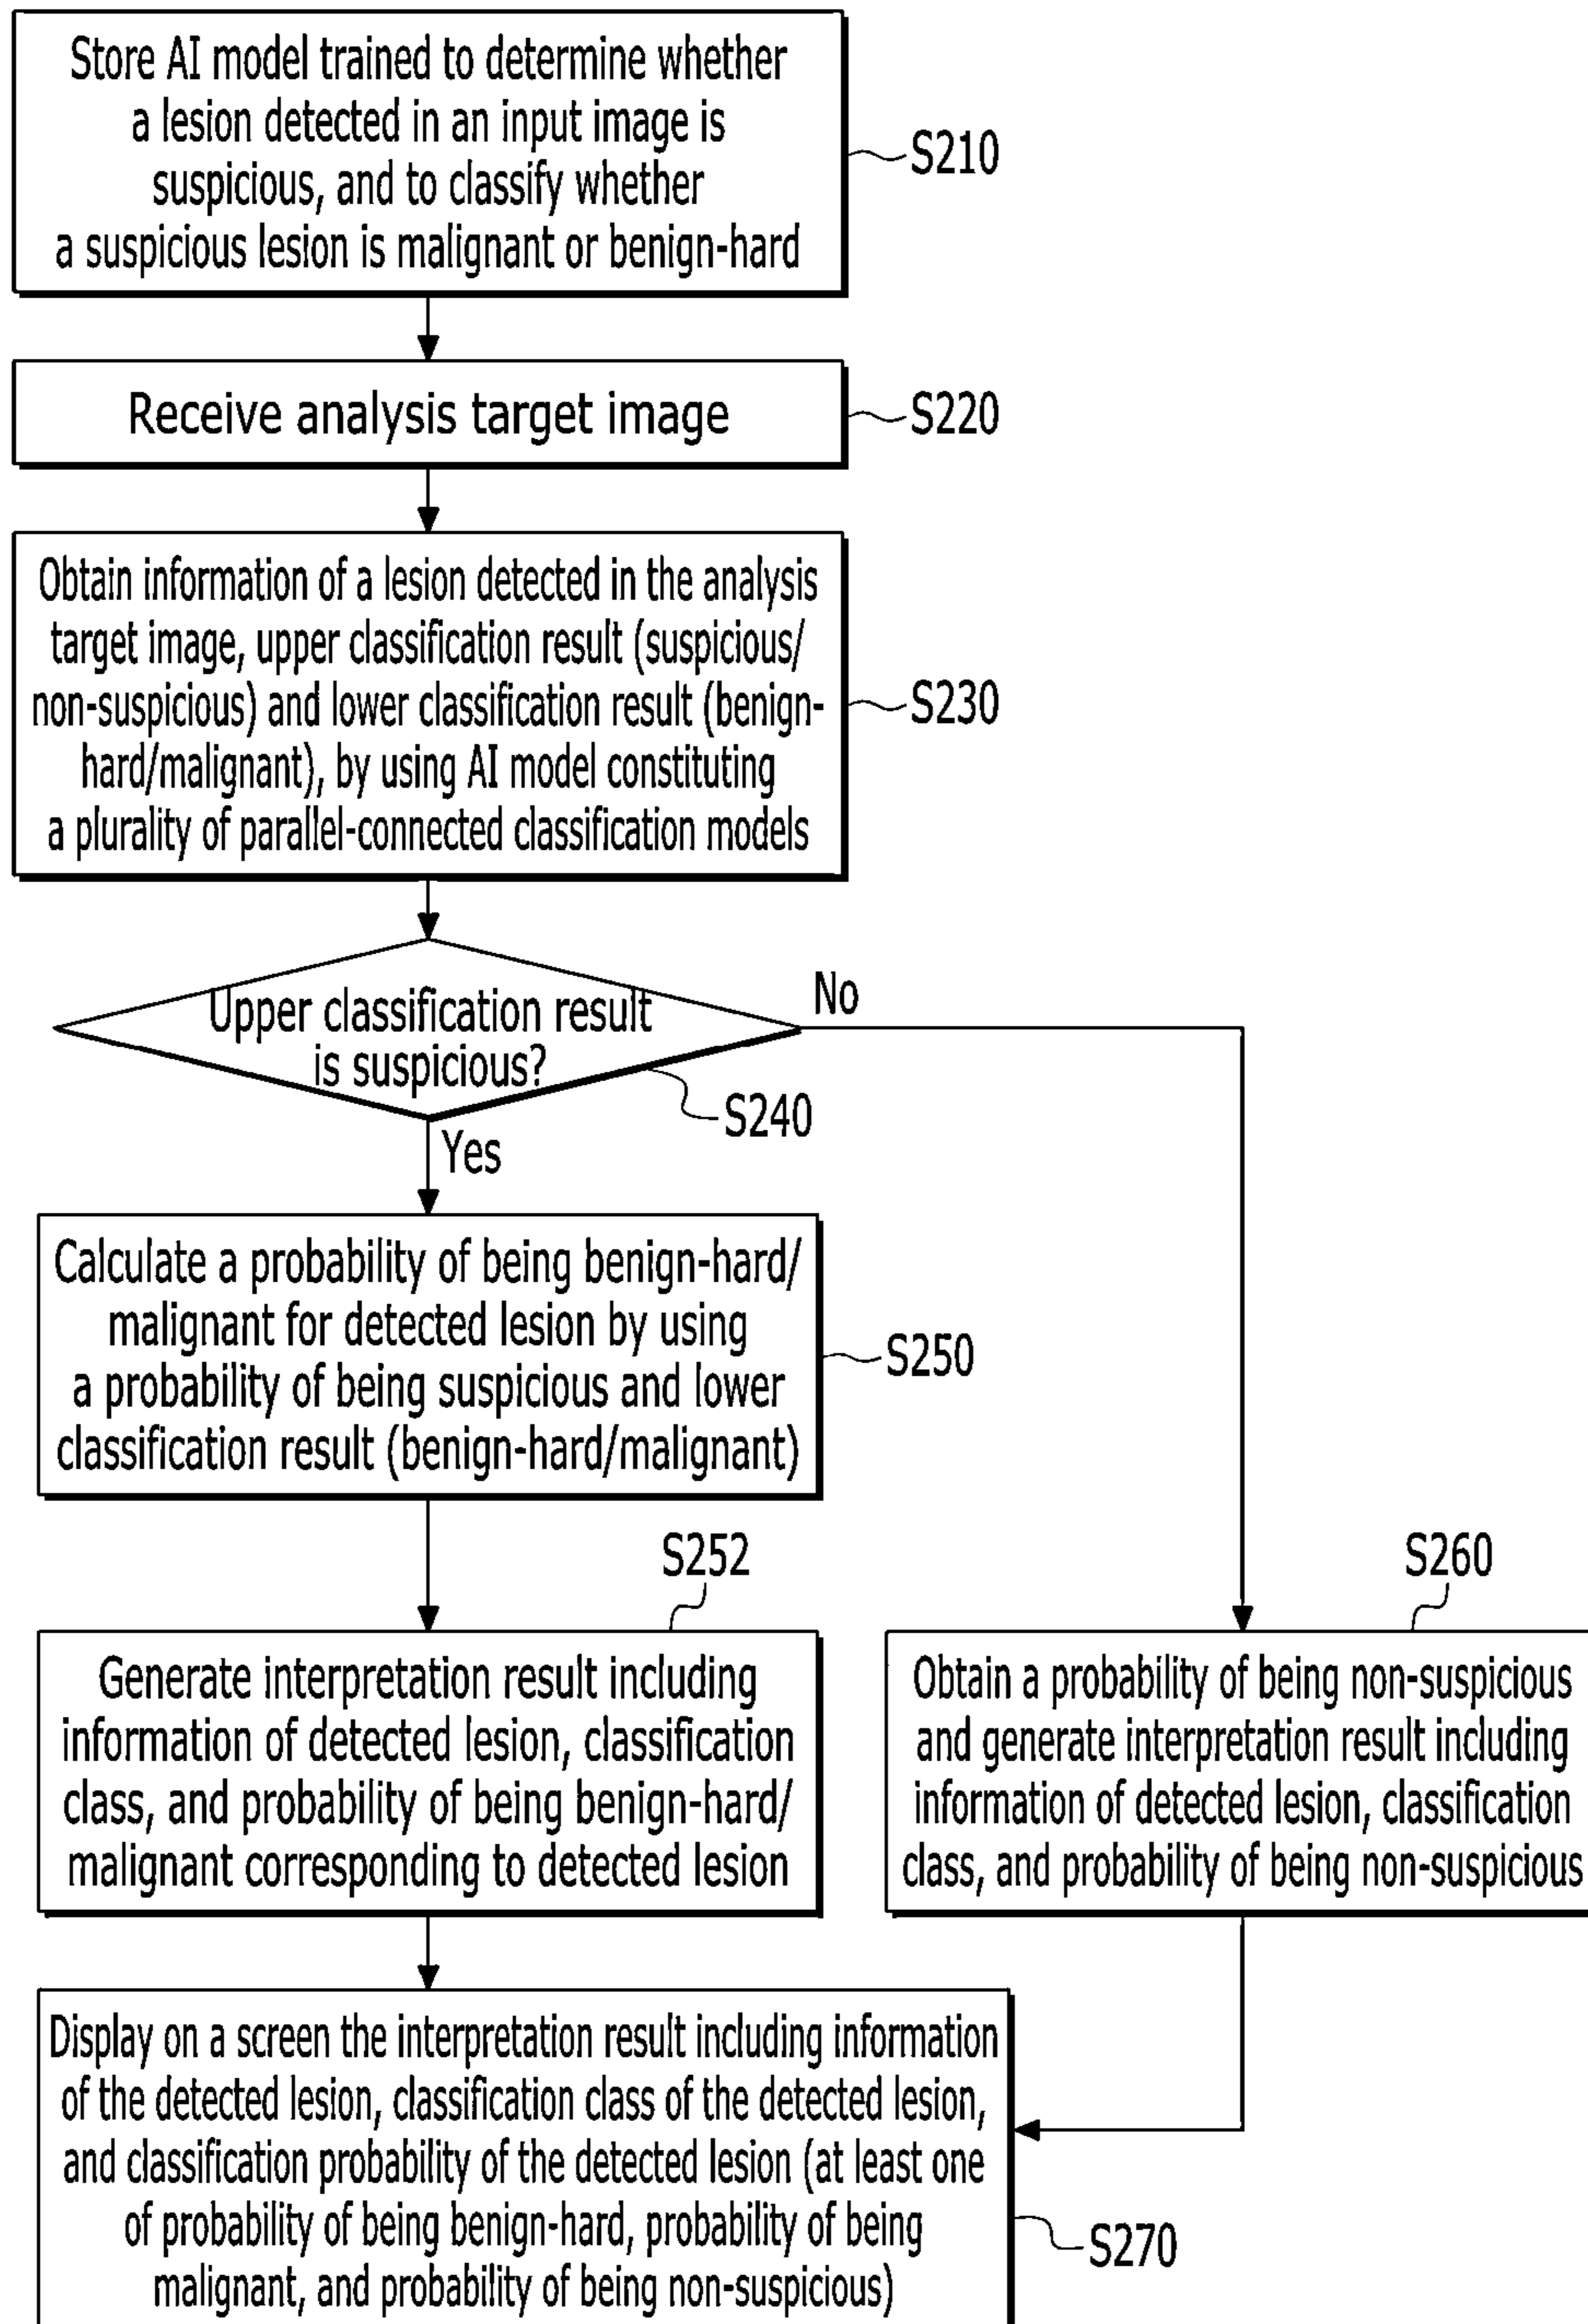 Store AI model trained to determine whether
a lesion detected in an input image is
suspicious, and to classify whether
a suspicious lesion is malignant or benign-hard
S210
Receive analysis target image
S220
Obtain information of a lesion detected in the analysis
target image, upper classification result (suspicious/
non-suspicious) and lower classification result (benign-
hard/malignant), by using AI model constituting
a plurality of parallel-connected classification models
S230
Upper classification result
is suspicious?
No
S240
Yes
Calculate a probability of being benign-hard/
malignant for detected lesion by using
a probability of being suspicious and lower
classification result (benign-hard/malignant)
S250
S252
Generate interpretation result including
information of detected lesion, classification
class, and probability of being benign-hard/
malignant corresponding to detected lesion
S260
Obtain a probability of being non-suspicious
and generate interpretation result including
information of detected lesion, classification
class, and probability of being non-suspicious
Display on a screen the interpretation result including information
of the detected lesion, classification class of the detected lesion,
and classification probability of the detected lesion (at least one
of probability of being benign-hard, probability of being
malignant, and probability of being non-suspicious)
S270